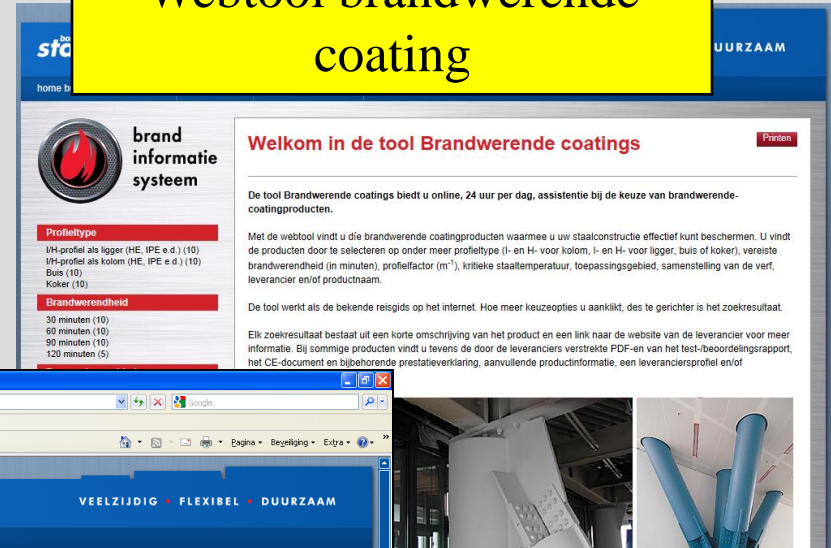 Webtool brandwerende
coating
UURZAAM
home b
brand
informatie
systeem
Profieltype
I/H-profiel als ligger (HE, IPE e.d.) (10)
I/H-profiel als kolom (HE, IPE e.d.) (10)
Buis (10)
Koker (10)
Brandwerendheid
30 minuten (10)
60 minuten (10)
90 minuten (10)
120 minuten (5)
Welkom in de tool Brandwerende coatings
Printen
De tool Brandwerende coatings biedt u online, 24 uur per dag, assistentie bij de keuze van brandwerende-
coatingproducten.
Met de webtool vindt u díe brandwerende coatingproducten waarmee u uw staalconstructie effectief kunt beschermen. U vindt
de producten door te selecteren op onder meer profieltype (I- en H- voor kolom, I- en H- voor ligger, buis of koker), vereiste
brandwerendheid (in minuten), profielfactor (m⁻¹), kritieke staaltemperatuur, toepassingsgebied, samenstelling van de verf,
leverancier en/of productnaam.
De tool werkt als de bekende reisgids op het internet. Hoe meer keuzeopties u aanklikt, des te gerichter is het zoekresultaat.
Elk zoekresultaat bestaat uit een korte omschrijving van het product en een link naar de website van de leverancier voor meer
informatie. Bij sommige producten vindt u tevens de door de leveranciers verstrekte PDF-en van het test-/beoordelingsrapport,
het CE-document en bijbehorende prestatieverklaring, aanvullende productinformatie, een leveranciersprofiel en/of
Google
Pagina Beveiliging Extra
VEELZIJDIG • FLEXIBEL • DUURZAAM